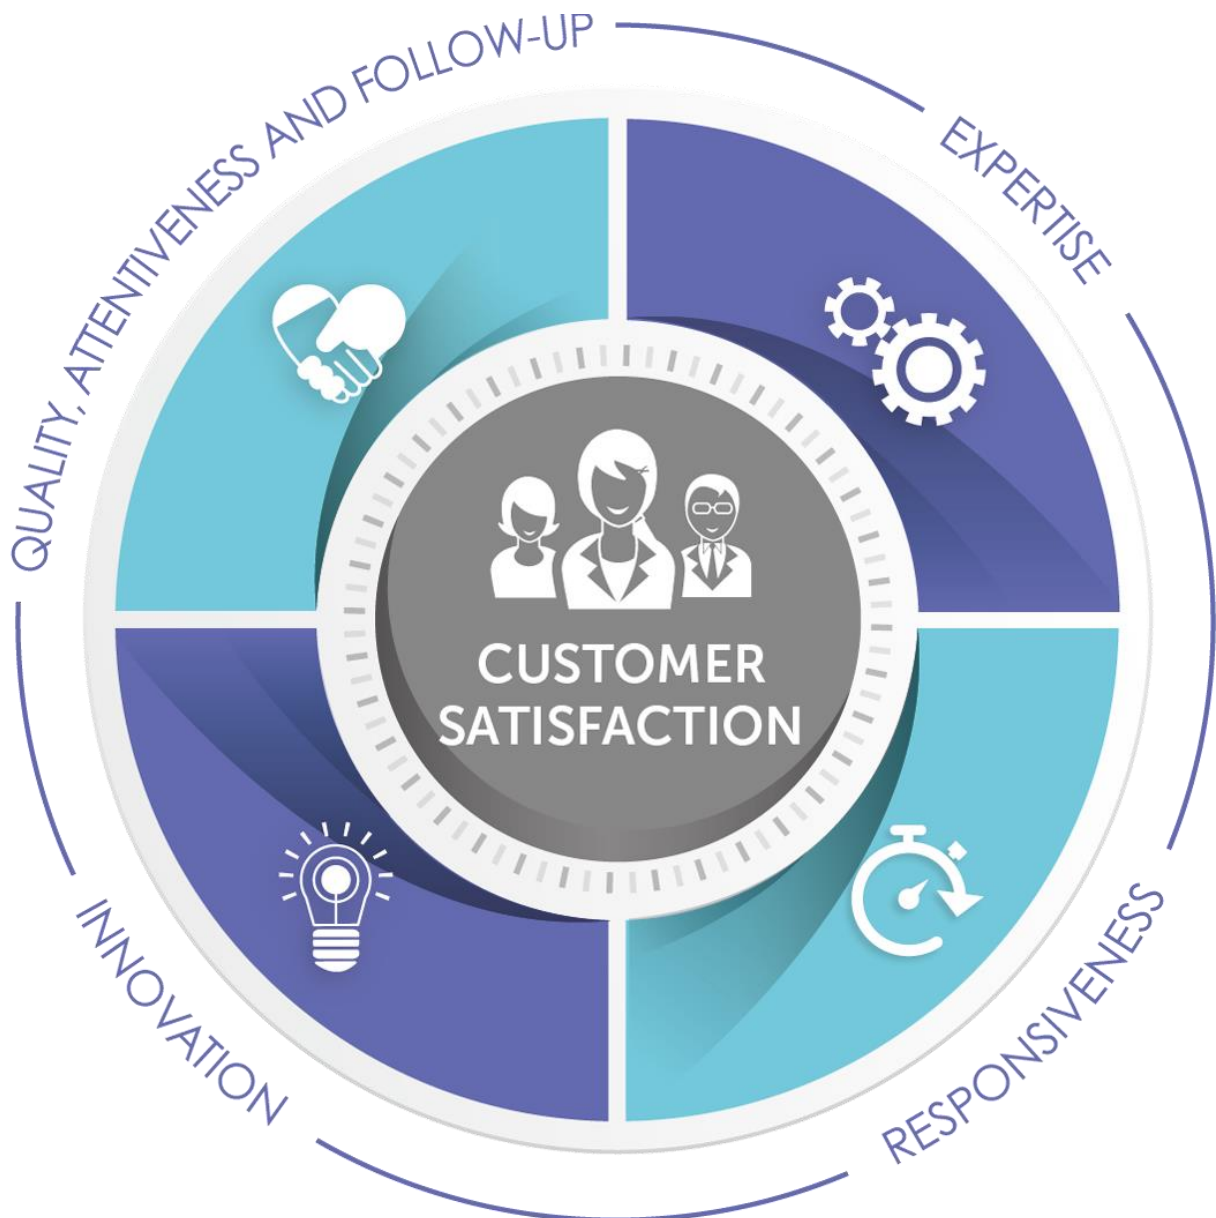 QUALITY, ATTENTIVENESS AND FOLLOW-UP
EXPERTISE
CUSTOMER
SATISFACTION
INNOVATION
RESPONSIVENESS